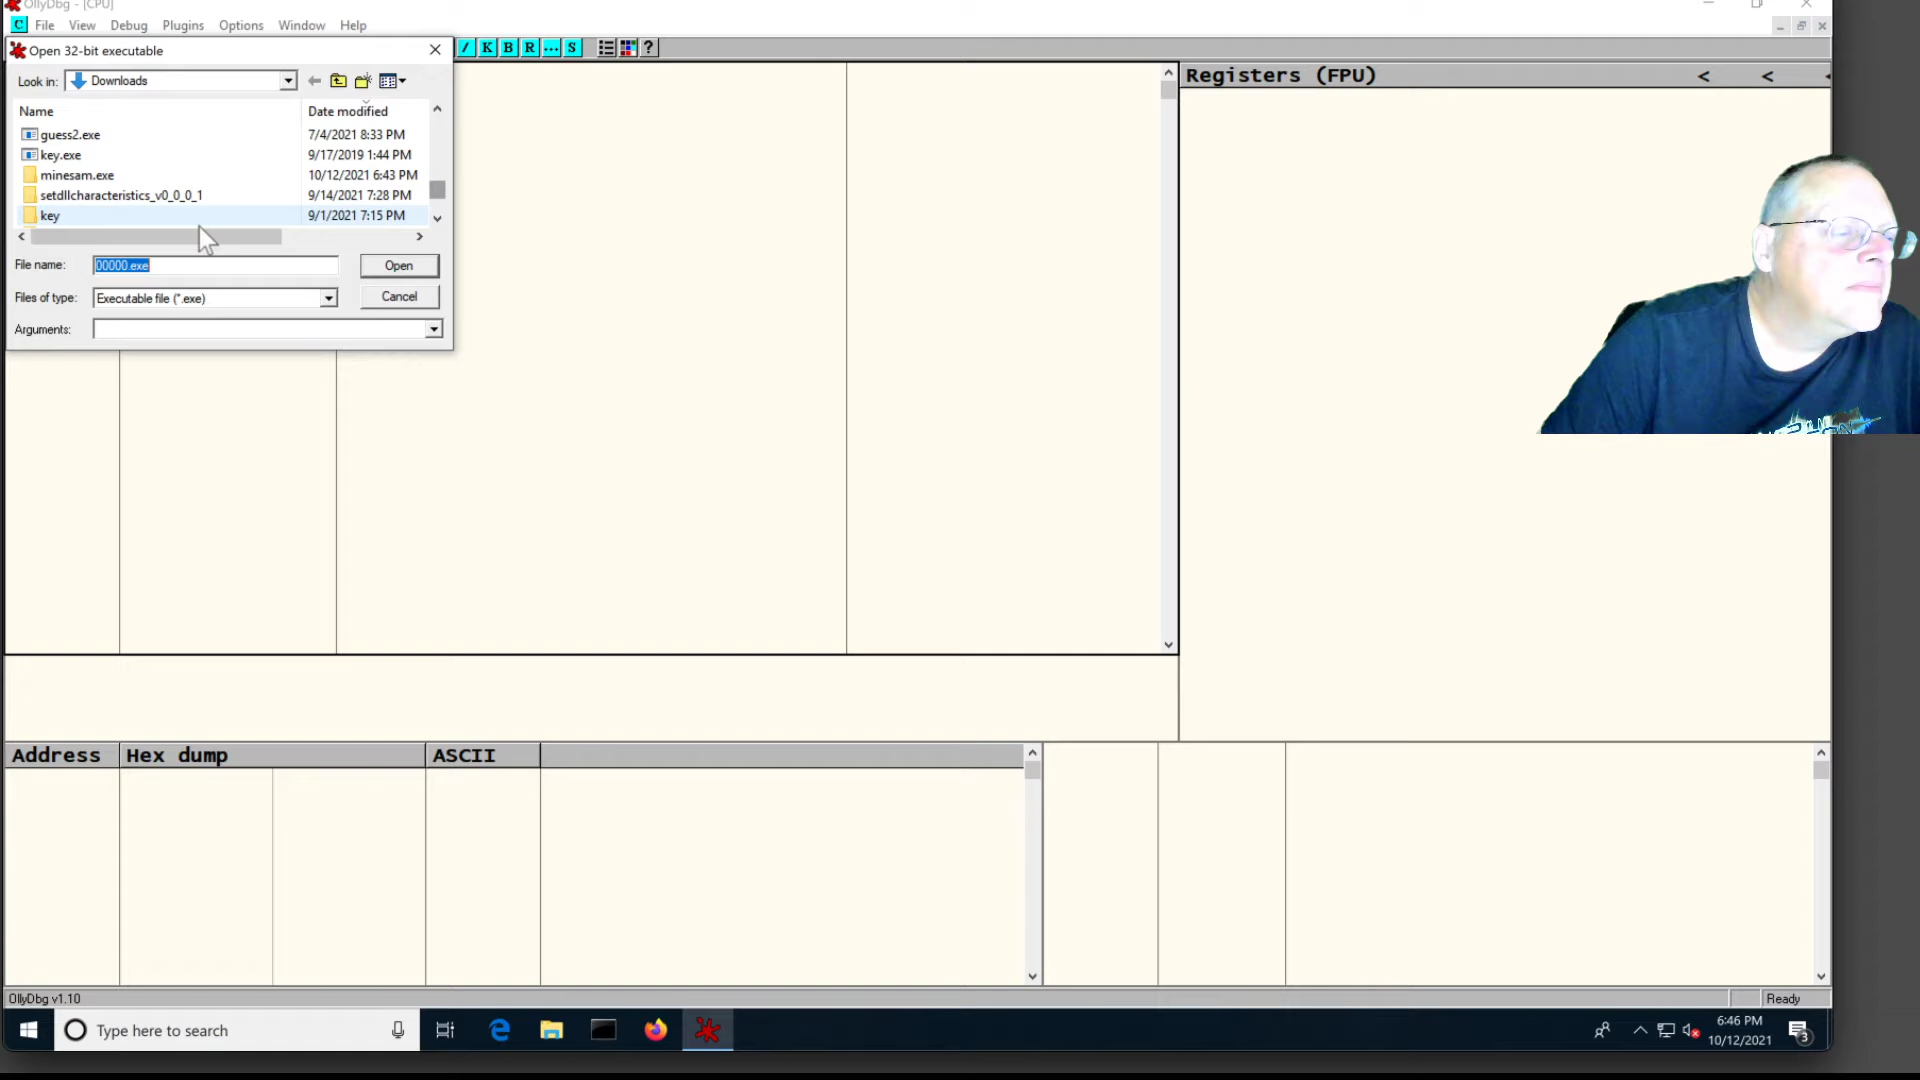 OllyDbg - [CPU]
C File View Debug Plugins Options Window Help
Open 32-bit executable
/ K B R ... S ?
Look in: Downloads
Registers (FPU) < <
Name Date modified
guess2.exe 7/4/2021 8:33 PM
key.exe 9/17/2019 1:44 PM
minesam.exe 10/12/2021 6:43 PM
setdllcharacteristics_v0_0_0_1 9/14/2021 7:28 PM
key 9/1/2021 7:15 PM
File name: 00000.exe Open
Files of type: Executable file (*.exe) Cancel
Arguments:
Address Hex dump ASCII
OllyDbg v1.10 Ready
Type here to search
6:46 PM
10/12/2021
3